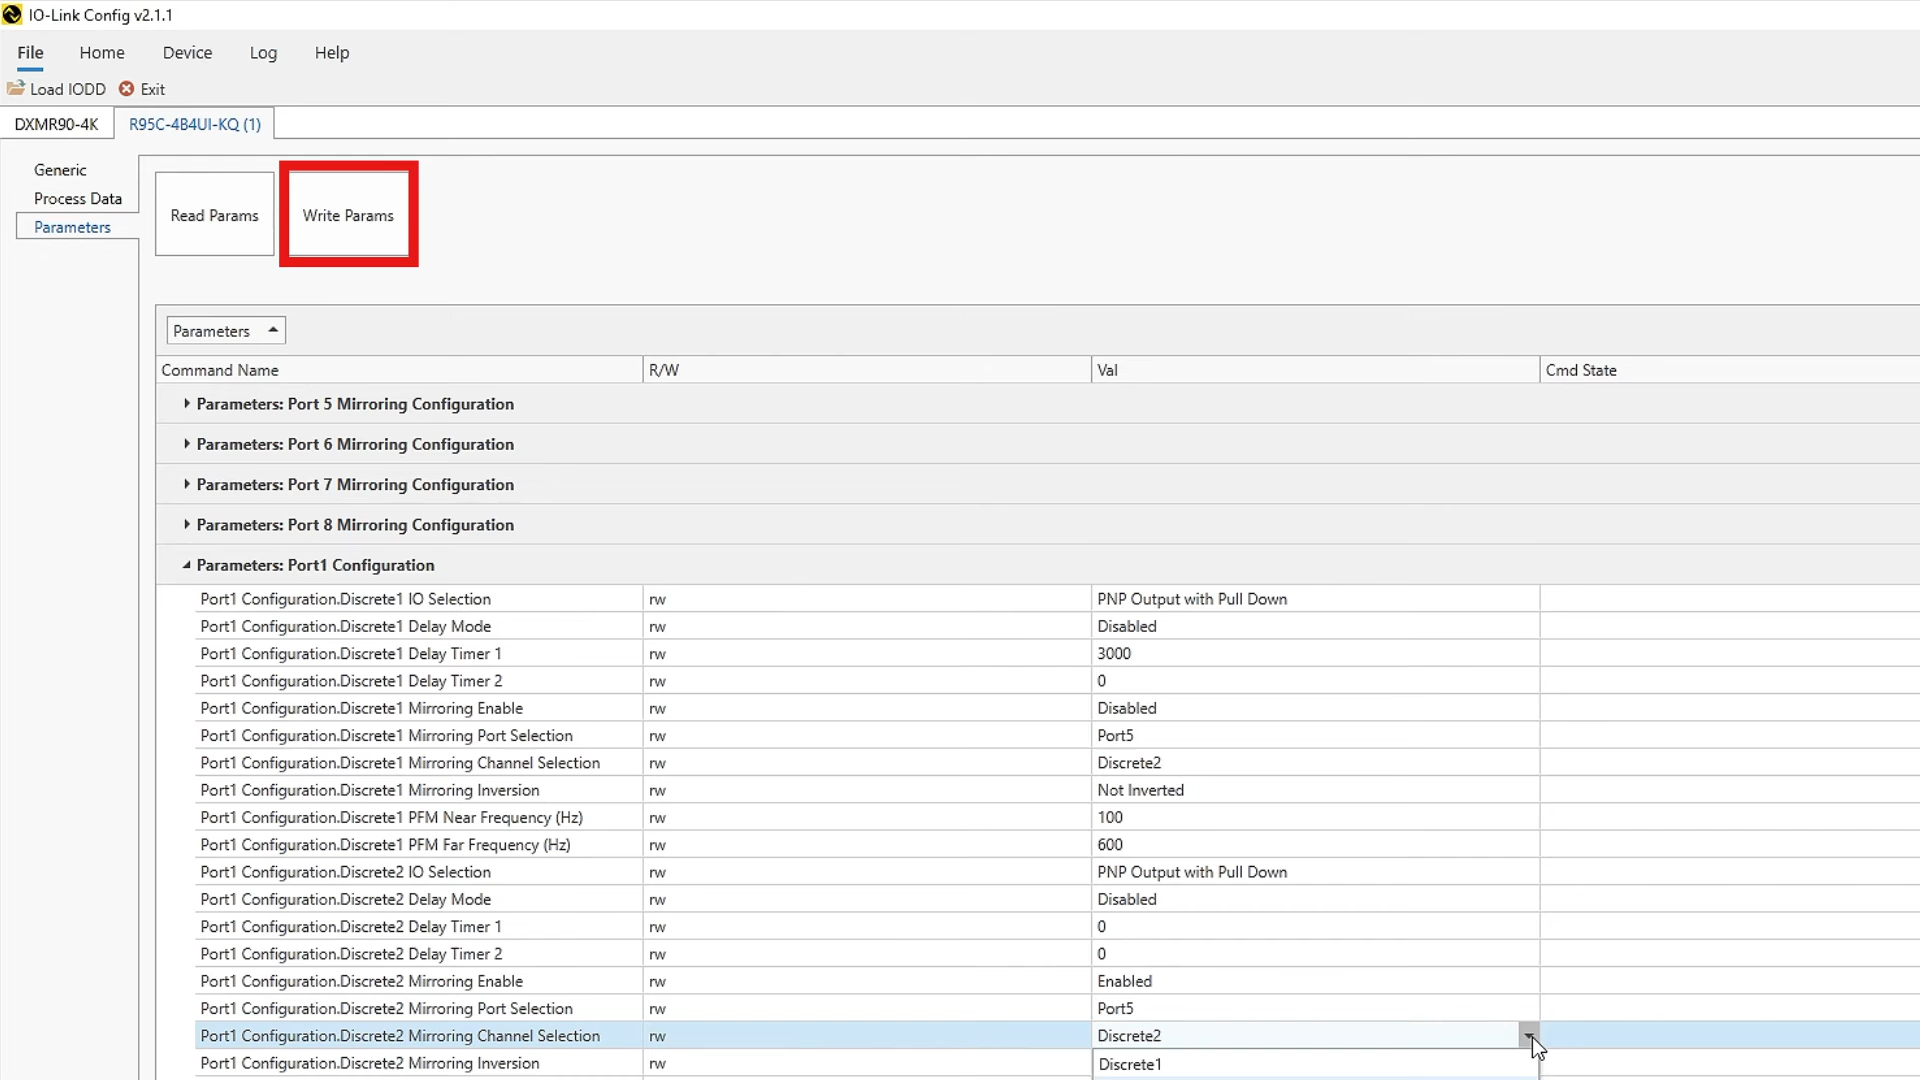 IO-Link Config v2.1.1
File Home Device Log Help
Load IODD Exit
DXMR90-4K R95C-4B4UI-KQ (1)
Generic
Process Data
Parameters
Read Params Write Params
Parameters
Command Name R/W Val Cmd State
Parameters: Port 5 Mirroring Configuration
Parameters: Port 6 Mirroring Configuration
Parameters: Port 7 Mirroring Configuration
Parameters: Port 8 Mirroring Configuration
Parameters: Port1 Configuration
Port1 Configuration.Discrete1 IO Selection rw PNP Output with Pull Down
Port1 Configuration.Discrete1 Delay Mode rw Disabled
Port1 Configuration.Discrete1 Delay Timer 1 rw 3000
Port1 Configuration.Discrete1 Delay Timer 2 rw 0
Port1 Configuration.Discrete1 Mirroring Enable rw Disabled
Port1 Configuration.Discrete1 Mirroring Port Selection rw Port5
Port1 Configuration.Discrete1 Mirroring Channel Selection rw Discrete2
Port1 Configuration.Discrete1 Mirroring Inversion rw Not Inverted
Port1 Configuration.Discrete1 PFM Near Frequency (Hz) rw 100
Port1 Configuration.Discrete1 PFM Far Frequency (Hz) rw 600
Port1 Configuration.Discrete2 IO Selection rw PNP Output with Pull Down
Port1 Configuration.Discrete2 Delay Mode rw Disabled
Port1 Configuration.Discrete2 Delay Timer 1 rw 0
Port1 Configuration.Discrete2 Delay Timer 2 rw 0
Port1 Configuration.Discrete2 Mirroring Enable rw Enabled
Port1 Configuration.Discrete2 Mirroring Port Selection rw Port5
Port1 Configuration.Discrete2 Mirroring Channel Selection rw Discrete2
Port1 Configuration.Discrete2 Mirroring Inversion rw Discrete1